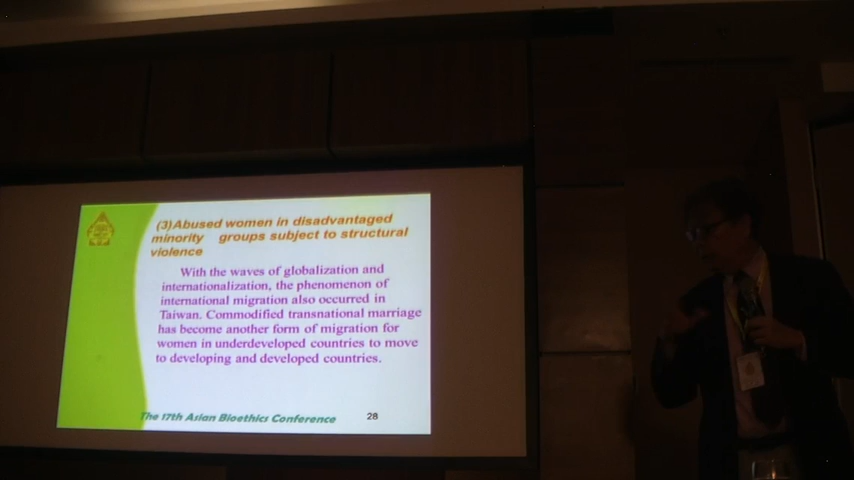 (3)Abused women in disadvantaged
minority groups subject to structural
violence
With the waves of globalization and
internationalization, the phenomenon of
international migration also occurred in
Taiwan. Commodified transnational marriage
has become another form of migration for
women in underdeveloped countries to move
to developing and developed countries.
The 17th Asian Bioethics Conference
28